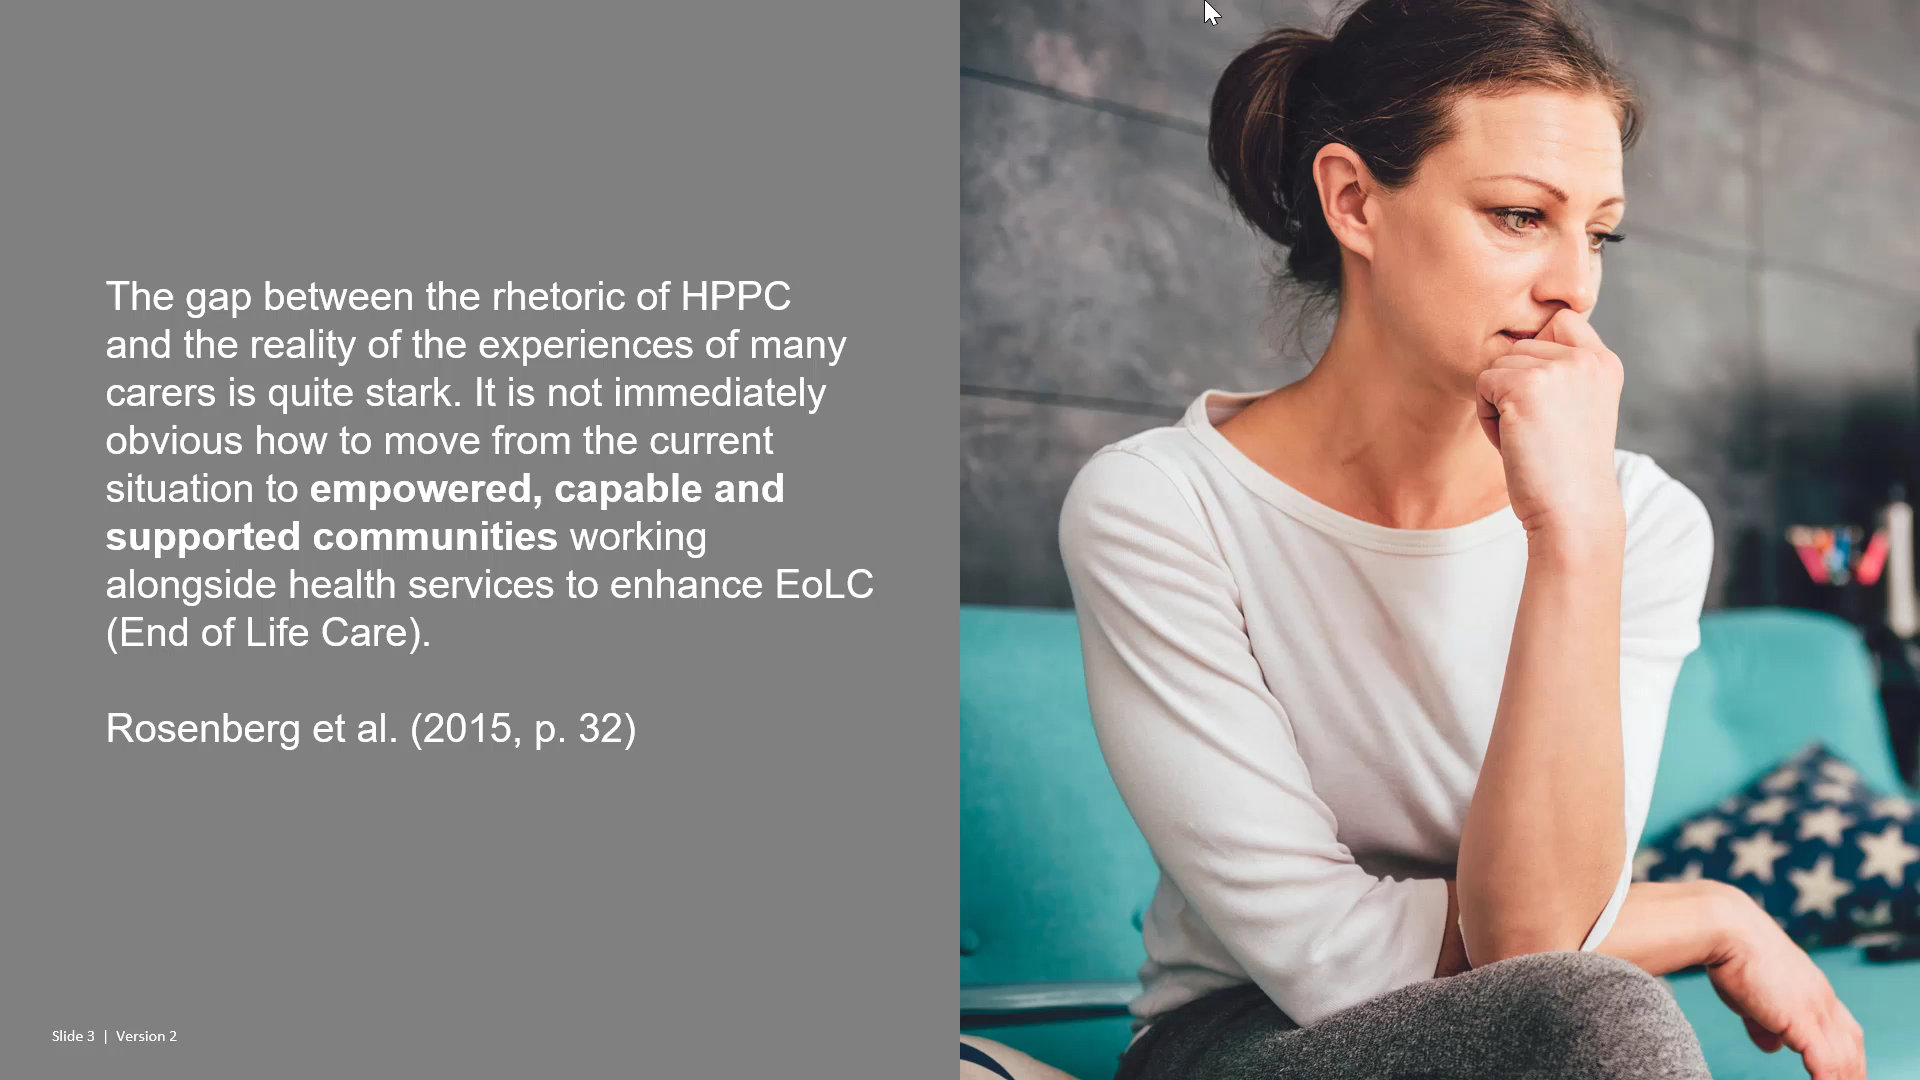 The gap between the rhetoric of HPPC
and the reality of the experiences of many
carers is quite stark. It is not immediately
obvious how to move from the current
situation to empowered, capable and
supported communities working
alongside health services to enhance EoLC
(End of Life Care).
Rosenberg et al. (2015, p. 32)
Slide 3 | Version 2